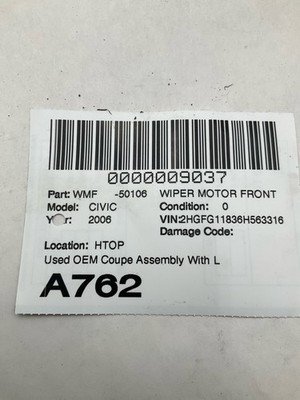 0000009037
Part: WMF -50106 WIPER MOTOR FRONT
Model: CIVIC Condition: 0
Year: 2006 VIN:2HGFG11836H563316
Damage Code:
Location: HTOP
Used OEM Coupe Assembly With L
A762